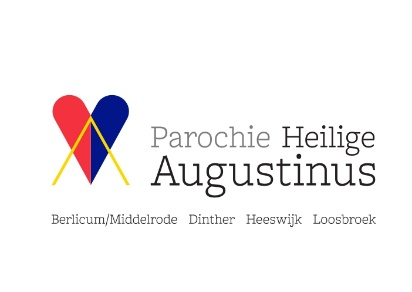 Parochie Heilige
Augustinus
Berlicum/Middelrode Dinther Heeswijk Loosbroek